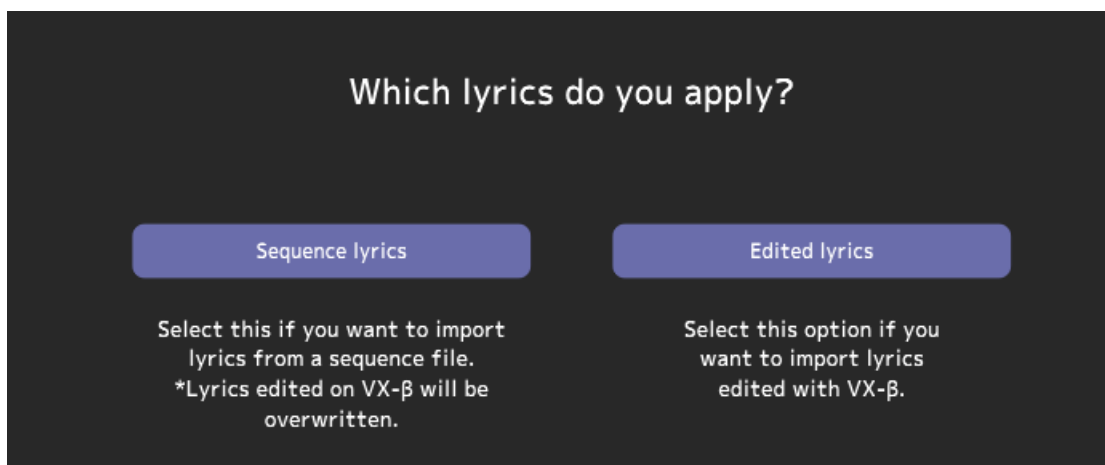 Which lyrics do you apply?
Sequence lyrics
Select this if you want to import
lyrics from a sequence file.
*Lyrics edited on VX-β will be
overwritten.
Edited lyrics
Select this option if you
want to import lyrics
edited with VX-β.